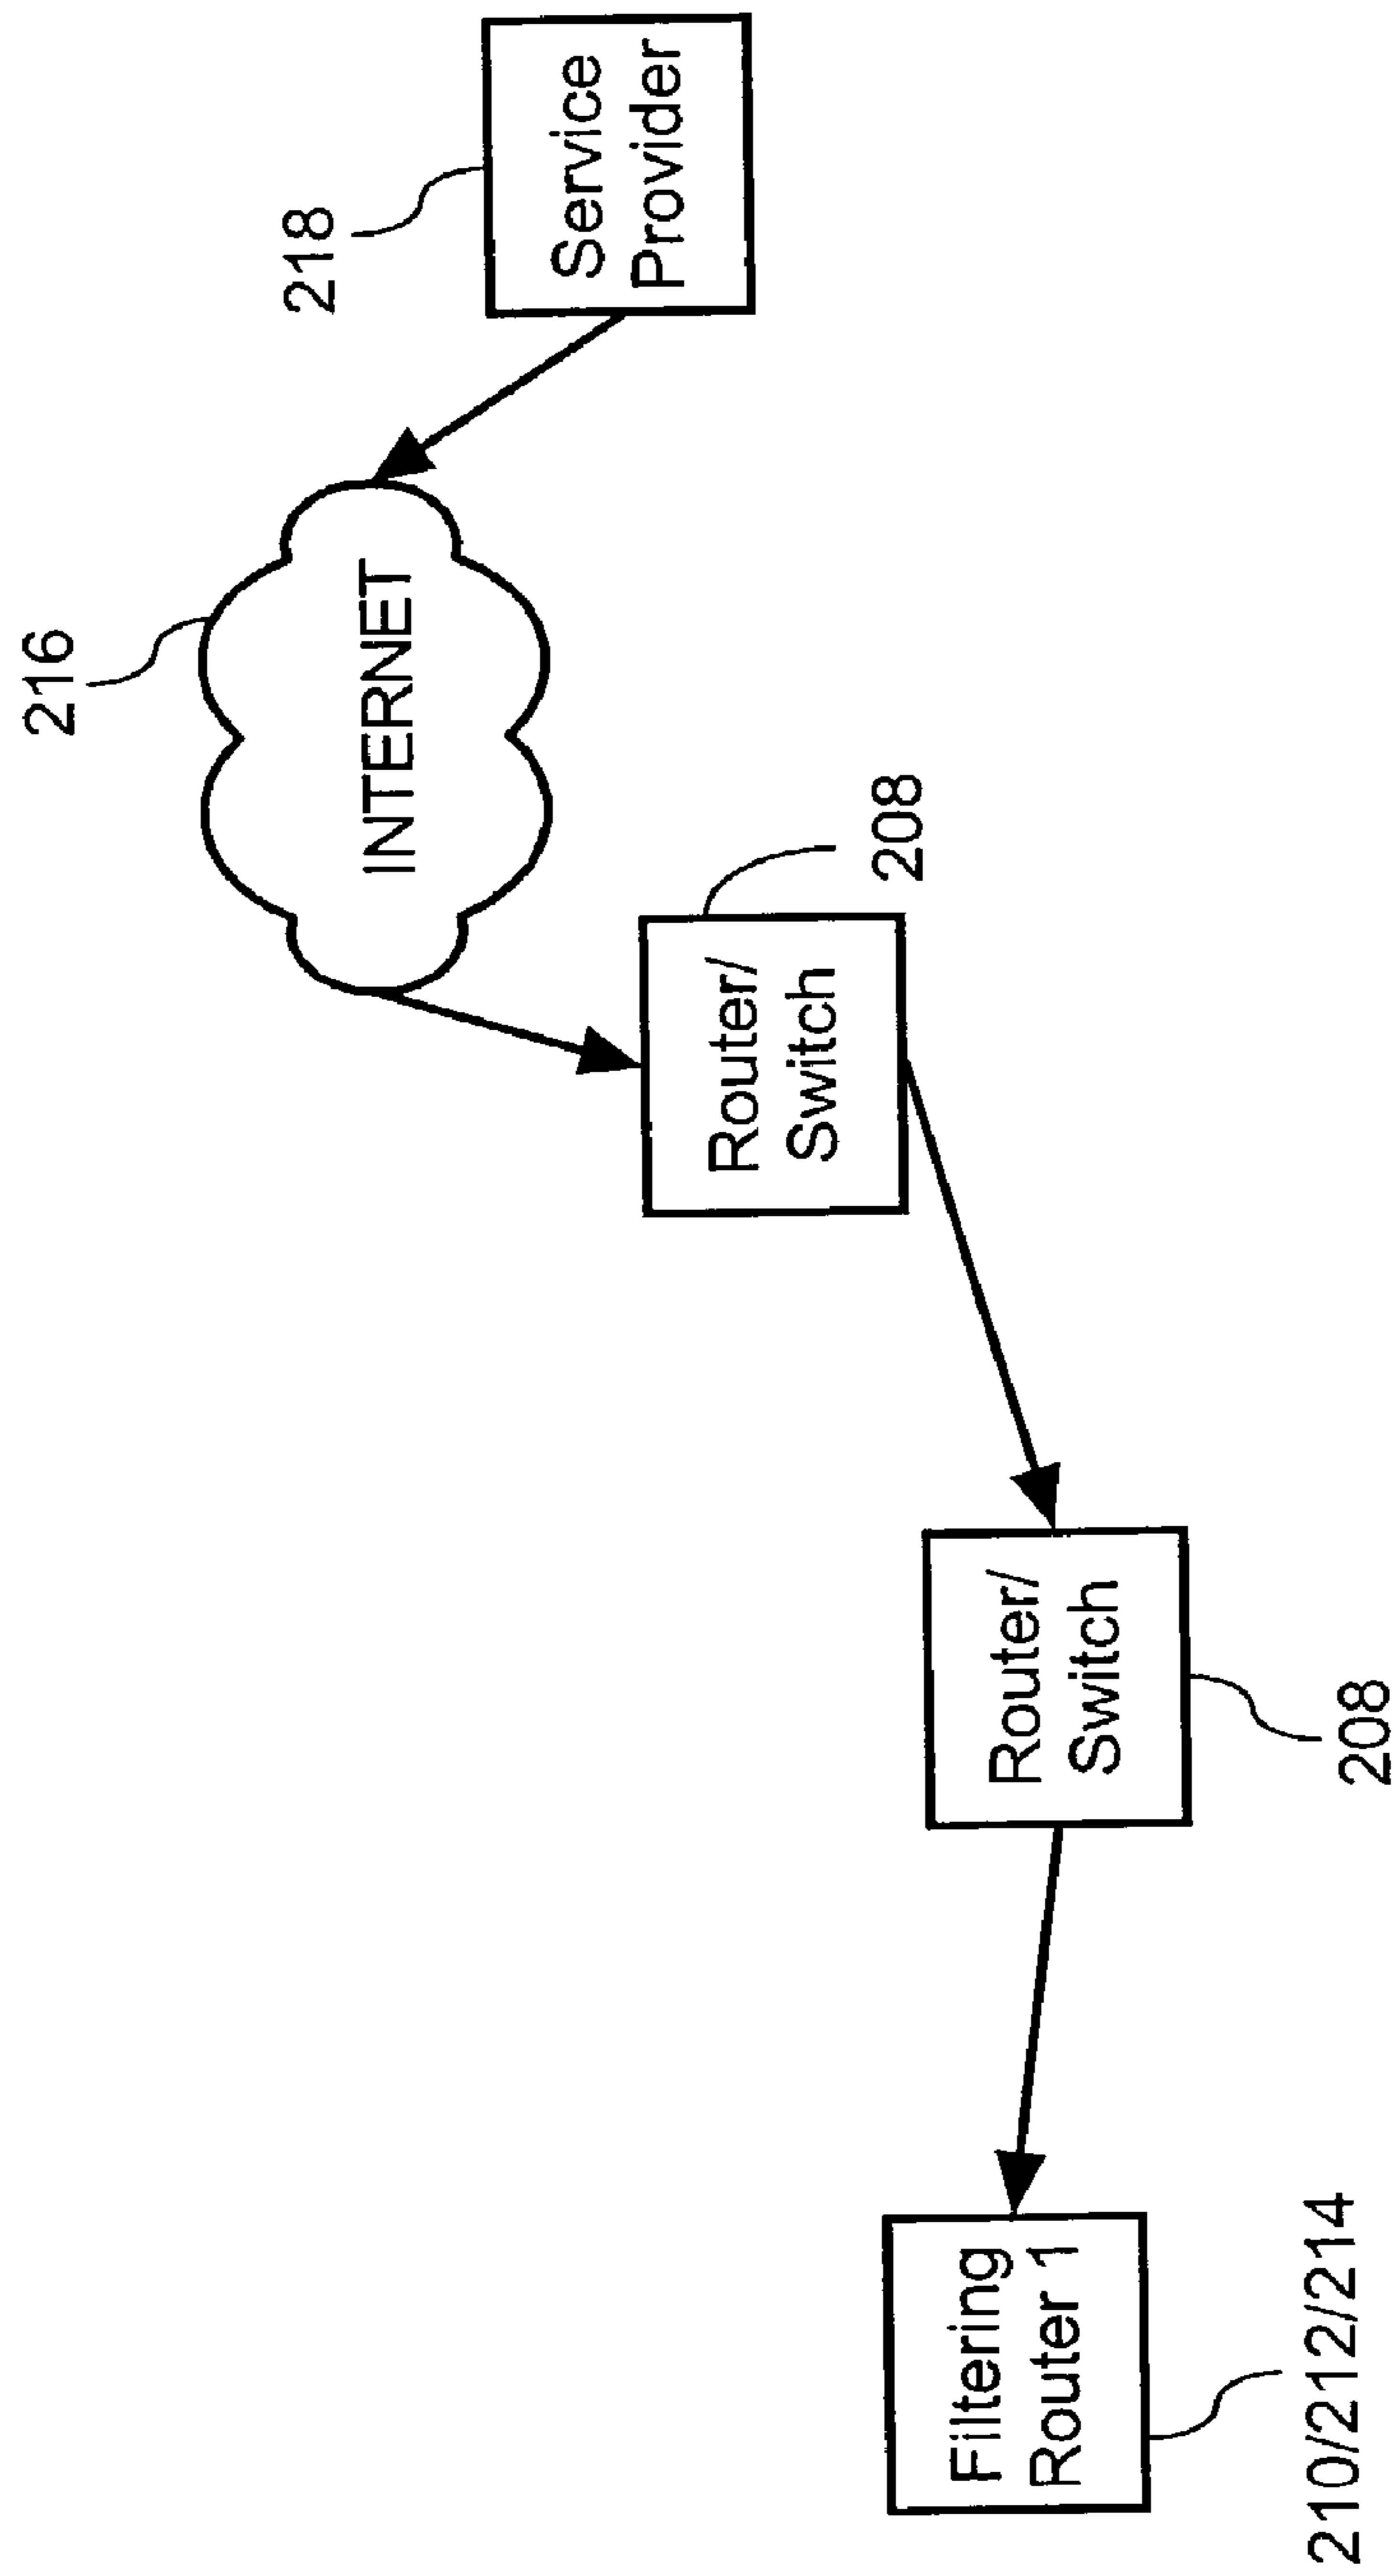 216
INTERNET
218
Service
Provider
208
Router/
Switch
Router/
Switch
208
Filtering
Router 1
210/212/214